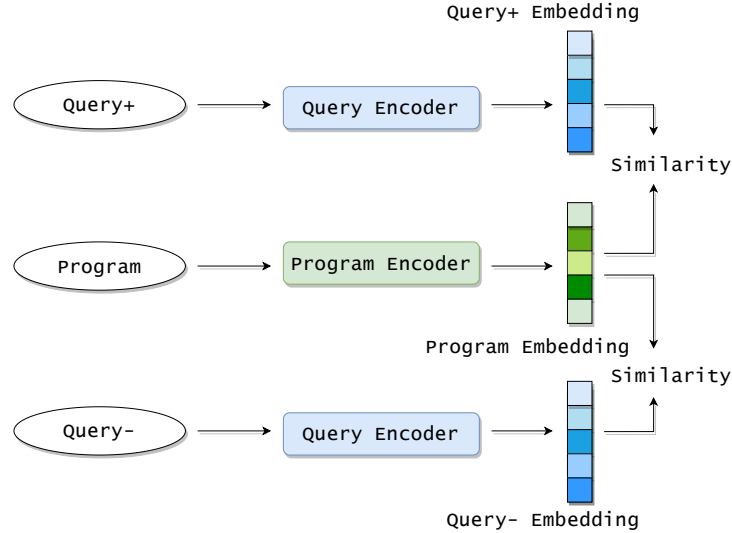 Query+ Embedding
Query+
Query Encoder
Similarity
Program
Program Encoder
Program Embedding
Similarity
Query-
Query Encoder
Query- Embedding